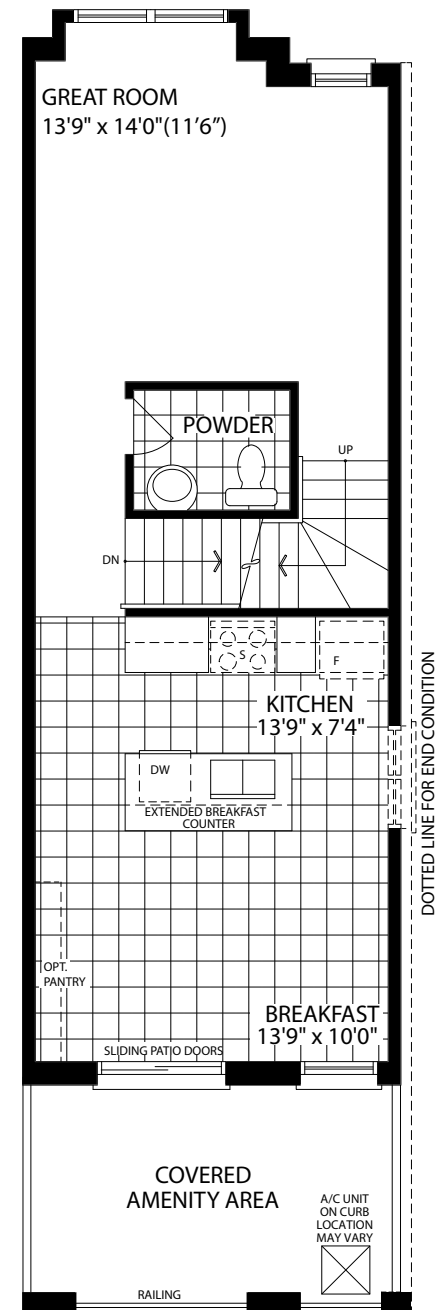 GREAT ROOM
13'9" x 14'0"(11'6")
POWDER
UP
DN
S
F
KITCHEN
13'9" x 7'4"
DW
EXTENDED BREAKFAST
COUNTER
DOTTED LINE FOR END CONDITION
OPT.
PANTRY
BREAKFAST
13'9" x 10'0"
SLIDING PATIO DOORS
COVERED
AMENITY AREA
A/C UNIT
ON CURB
LOCATION
MAY VARY
RAILING